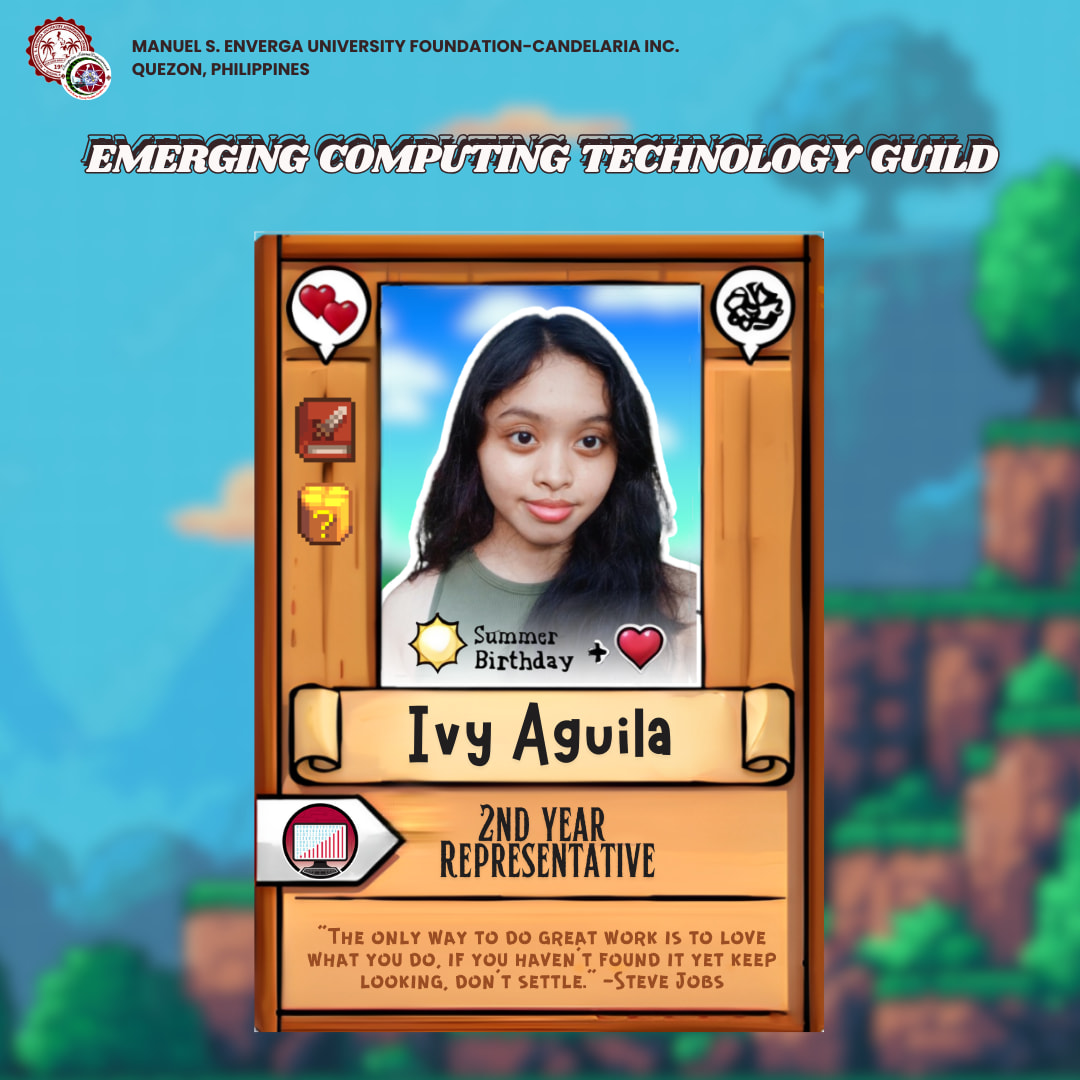 MANUEL S. ENVERGA UNIVERSITY FOUNDATION-CANDELARIA INC.
QUEZON, PHILIPPINES
EMERGING COMPUTING TECHNOLOGY GUILD
?
Summer
Birthday +
Ivy Aguila
2ND YEAR
REPRESENTATIVE
"THE ONLY WAY TO DO GREAT WORK IS TO LOVE
WHAT YOU DO, IF YOU HAVEN'T FOUND IT YET KEEP
LOOKING, DON'T SETTLE." -STEVE JOBS